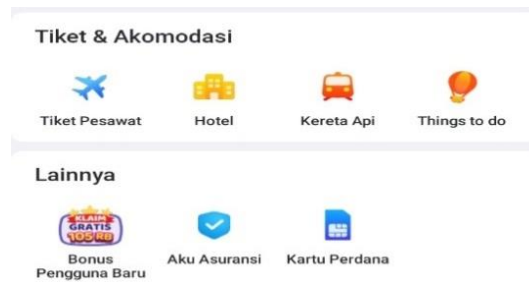 Tiket & Akomodasi
Tiket Pesawat
Hotel
Kereta Api
Things to do
Lainnya
KLAIM
GRATIS
105 RB
Bonus
Pengguna Baru
Aku Asuransi
Kartu Perdana